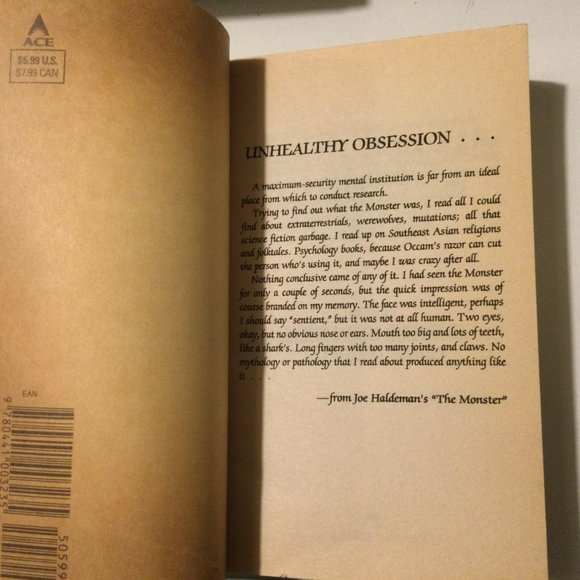 ACE
$5.99 U.S.
$7.99 CAN
EAN
9780441003235
50599
UNHEALTHY OBSESSION . . .
A maximum-security mental institution is far from an ideal
place from which to conduct research.
Trying to find out what the Monster was, I read all I could
find about extraterrestrials, werewolves, mutations; all that
science fiction garbage. I read up on Southeast Asian religions
and folktales. Psychology books, because Occam's razor can cut
the person who's using it, and maybe I was crazy after all.
Nothing conclusive came of any of it. I had seen the Monster
for only a couple of seconds, but the quick impression was of
course branded on my memory. The face was intelligent, perhaps
I should say "sentient," but it was not at all human. Two eyes,
okay, but no obvious nose or ears. Mouth too big and lots of teeth,
like a shark's. Long fingers with too many joints, and claws. No
mythology or pathology that I read about produced anything like
it . . .
—from Joe Haldeman's "The Monster"